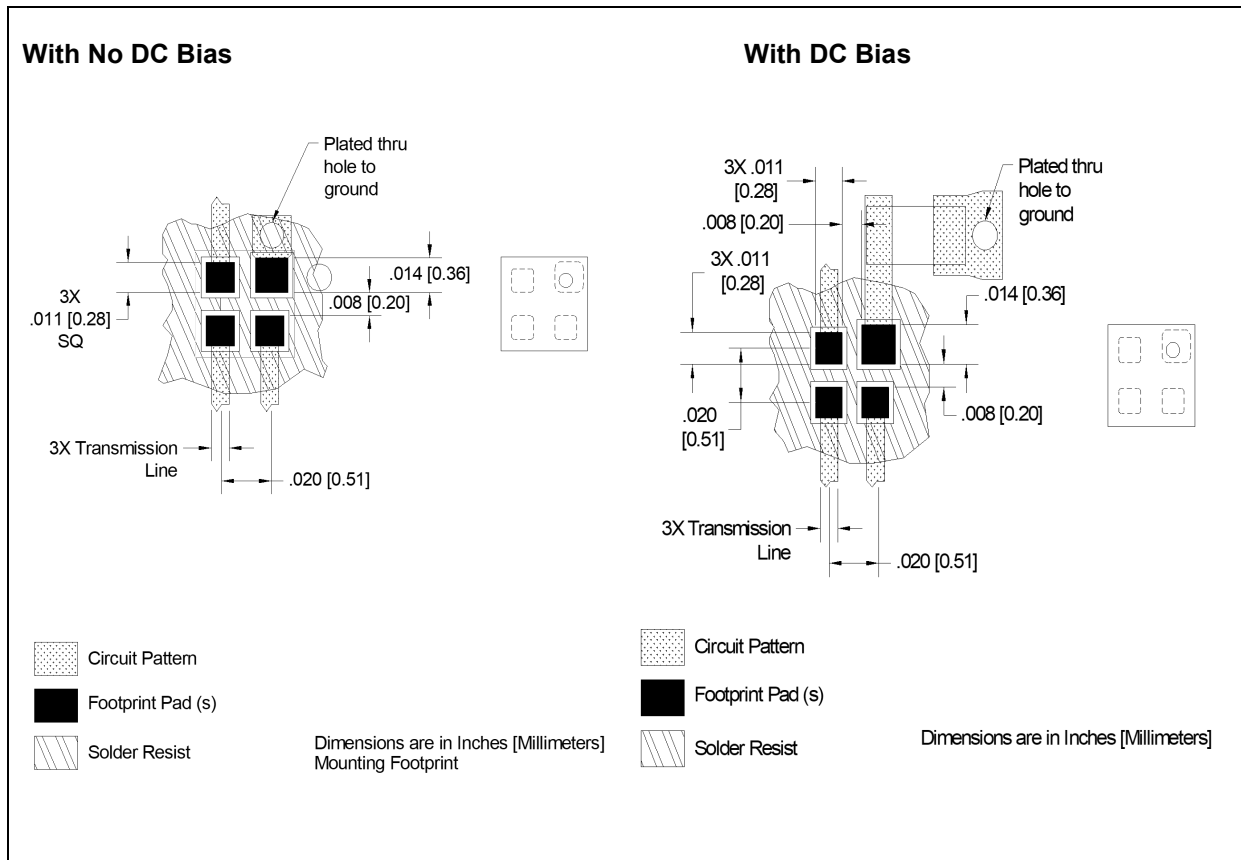 With No DC Bias
Plated thru
hole to
ground
3X
.011 [0.28]
SQ
.014 [0.36]
.008 [0.20]
3X Transmission
Line
.020 [0.51]
Circuit Pattern
Footprint Pad (s)
Solder Resist
Dimensions are in Inches [Millimeters]
Mounting Footprint
With DC Bias
3X .011
[0.28]
.008 [0.20]
Plated thru
hole to
ground
3X .011
[0.28]
.014 [0.36]
.020
[0.51]
.008 [0.20]
3X Transmission
Line
.020 [0.51]
Circuit Pattern
Footprint Pad (s)
Solder Resist
Dimensions are in Inches [Millimeters]